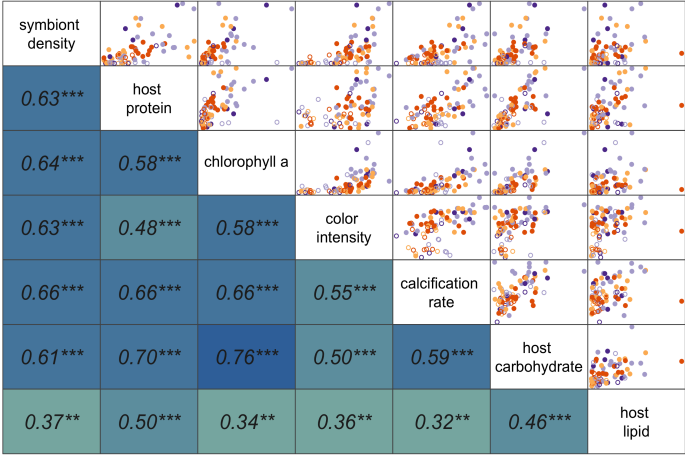 symbiont
density
0.63***
host
protein
0.64***
0.58***
chlorophyll a
0.63***
0.48***
0.58***
color
intensity
0.66***
0.66***
0.66***
0.55***
calcification
rate
0.61***
0.70***
0.76***
0.50***
0.59***
host
carbohydrate
0.37**
0.50***
0.34**
0.36**
0.32**
0.46***
host
lipid